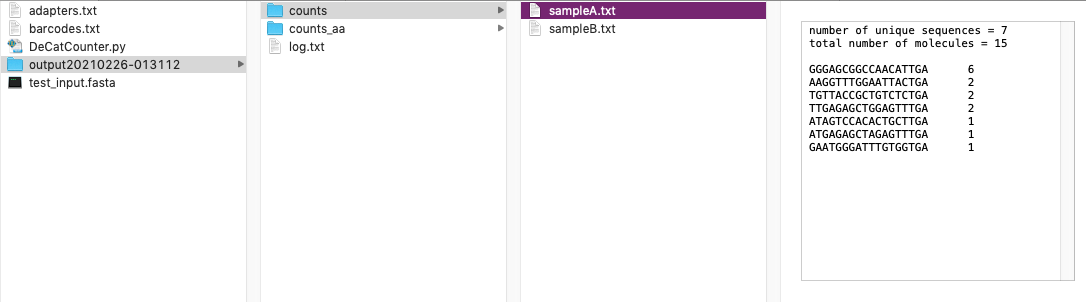 adapters.txt
barcodes.txt
DeCatCounter.py
output20210226-013112
test_input.fasta
counts
counts_aa
log.txt
sampleA.txt
sampleB.txt
number of unique sequences = 7
total number of molecules = 15
GGGAGCGGCCAACATTGA 6
AAGGTTTGGAATTACTGA 2
TGTTACCGCTGTCTCTGA 2
TTGAGAGCTGGAGTTTGA 2
ATAGTCCACACTGCTTGA 1
ATGAGAGCTAGAGTTTGA 1
GAATGGGATTTGTGGTGA 1